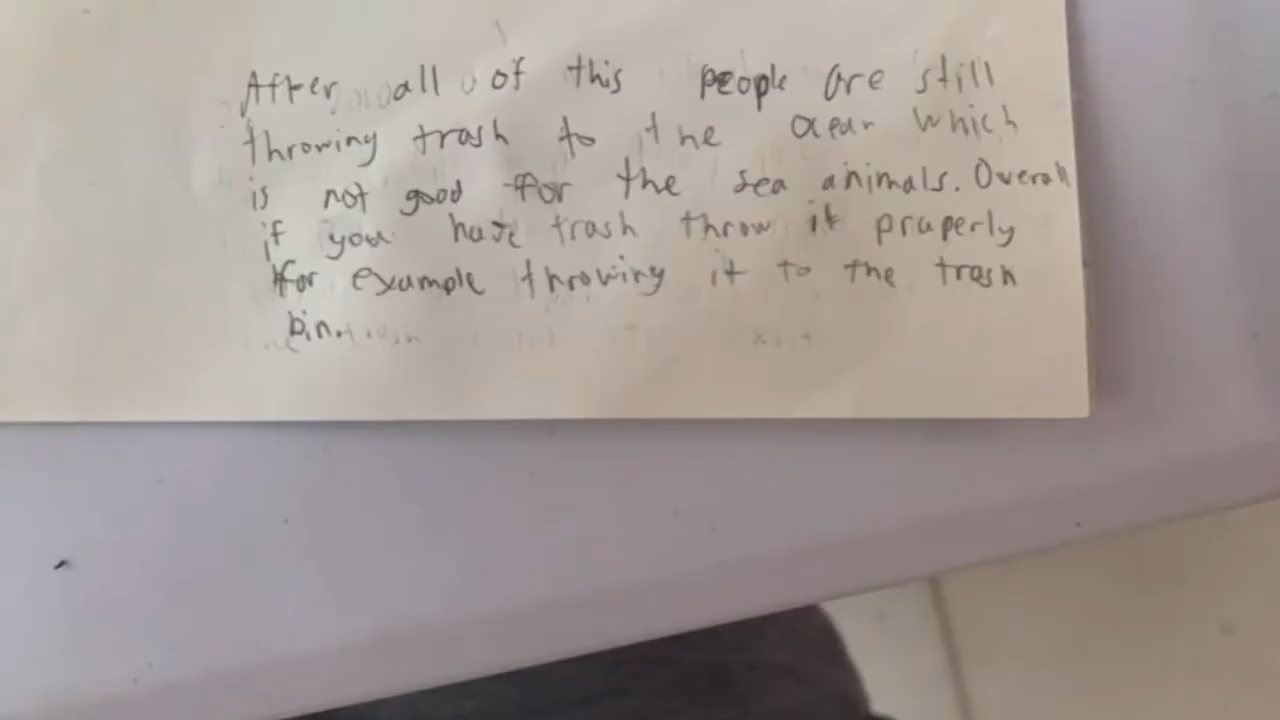 After all of this people are still
throwing trash to the ocean which
is not good for the sea animals. Overall
if you have trash throw it properly
for example throwing it to the trash
bin.